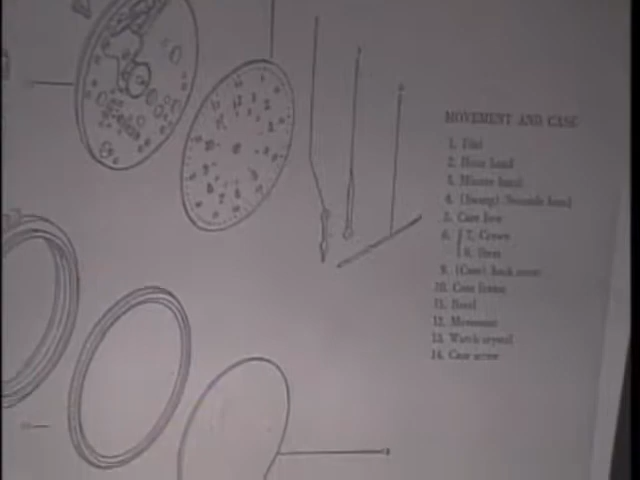 MOVEMENT AND CASE
1. Dial
2. Hour hand
3. Minute hand
4. (Sweep) Seconds hand
5. Case
6.
7. Crown
8. Stem
9. (Case) back cover
10. Case frame
11. Bezel
12. Movement
13. Watch crystal
14. Case screw